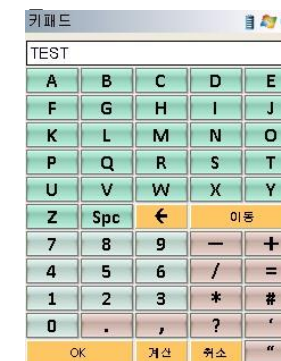 키패드
TEST
A B C D E
F G H I J
K L M N O
P Q R S T
U V W X Y
Z Spc ← 이동
7 8 9 — +
4 5 6 / =
1 2 3 * #
0 . , ? ‘
OK 계산 취소 “